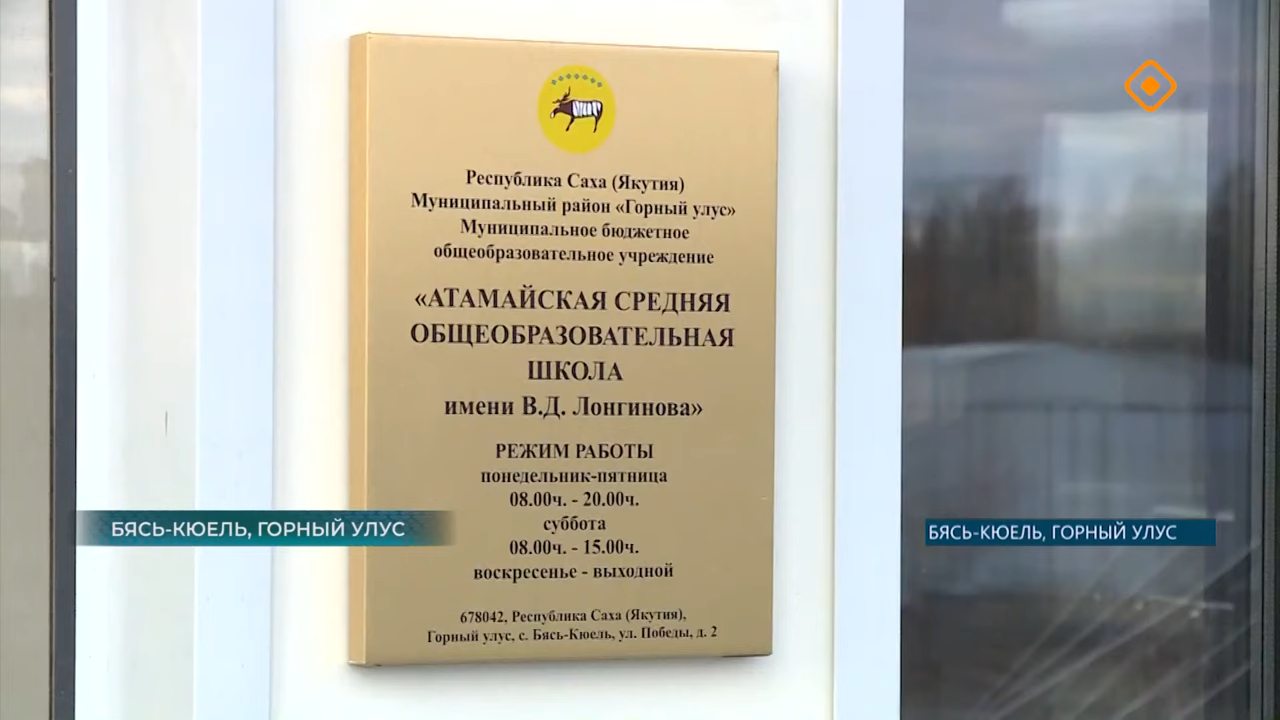 Республика Саха (Якутия)
Муниципальный район «Горный улус»
Муниципальное бюджетное
общеобразовательное учреждение
«АТАМАЙСКАЯ СРЕДНЯЯ
ОБЩЕОБРАЗОВАТЕЛЬНАЯ
ШКОЛА
имени В.Д. Лонгинова»
РЕЖИМ РАБОТЫ
понедельник-пятница
08.00ч. - 20.00ч.
суббота
08.00ч. - 15.00ч.
воскресенье - выходной
678042, Республика Саха (Якутия),
Горный улус, с. Бясь-Кюель, ул. Победы, д. 2
БЯСЬ-КЮЕЛЬ, ГОРНЫЙ УЛУС
БЯСЬ-КЮЕЛЬ, ГОРНЫЙ УЛУС